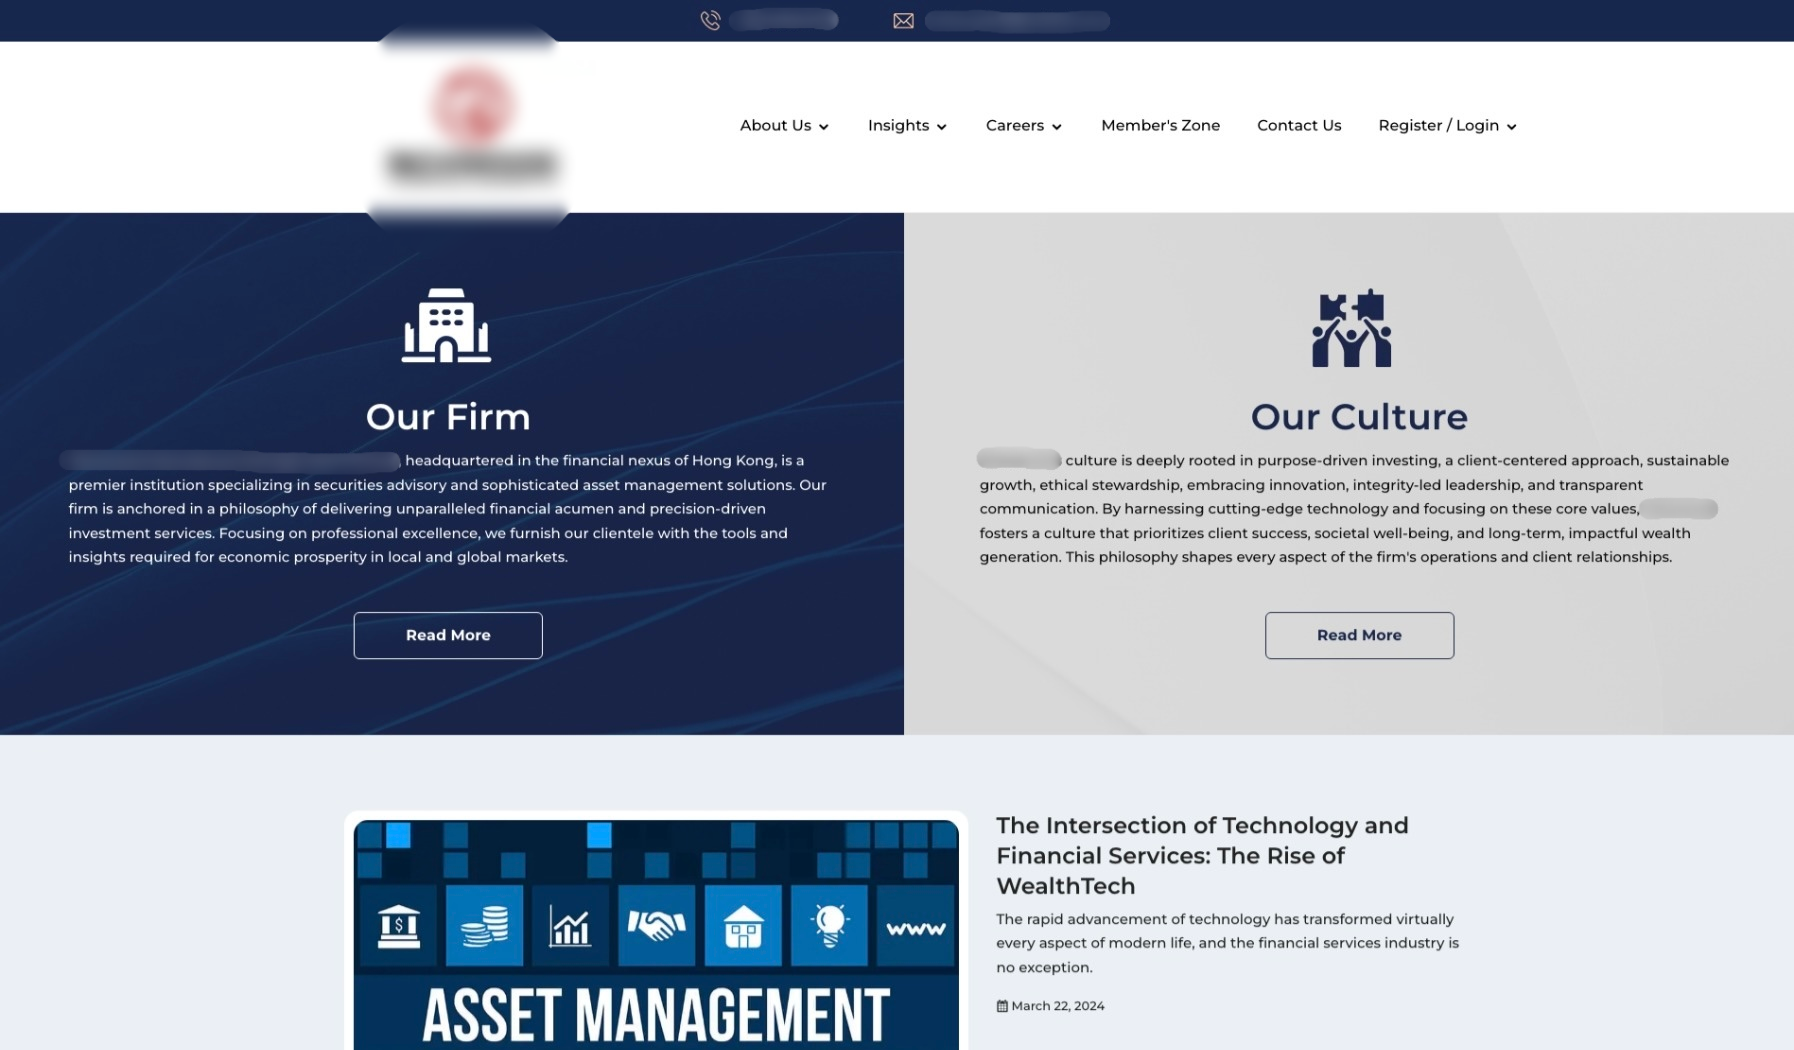 About Us
Insights
Careers
Member's Zone
Contact Us
Register / Login
Our Firm
, headquartered in the financial nexus of Hong Kong, is a
premier institution specializing in securities advisory and sophisticated asset management solutions. Our
firm is anchored in a philosophy of delivering unparalleled financial acumen and precision-driven
investment services. Focusing on professional excellence, we furnish our clientele with the tools and
insights required for economic prosperity in local and global markets.
Read More
Our Culture
culture is deeply rooted in purpose-driven investing, a client-centered approach, sustainable
growth, ethical stewardship, embracing innovation, integrity-led leadership, and transparent
communication. By harnessing cutting-edge technology and focusing on these core values,
fosters a culture that prioritizes client success, societal well-being, and long-term, impactful wealth
generation. This philosophy shapes every aspect of the firm's operations and client relationships.
Read More
$
www
ASSET MANAGEMENT
The Intersection of Technology and
Financial Services: The Rise of
WealthTech
The rapid advancement of technology has transformed virtually
every aspect of modern life, and the financial services industry is
no exception.
March 22, 2024